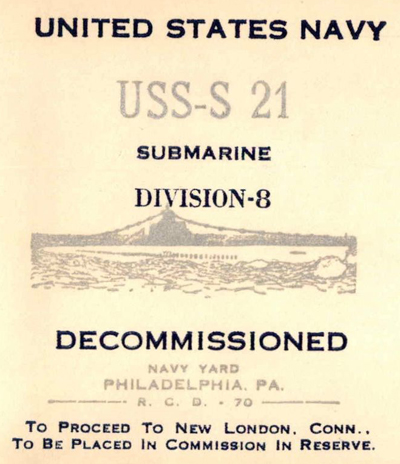 UNITED STATES NAVY
USS-S 21
SUBMARINE
DIVISION-8
DECOMMISSIONED
NAVY YARD
PHILADELPHIA, PA.
R. C. D. - 70
TO PROCEED TO NEW LONDON, CONN.,
TO BE PLACED IN COMMISSION IN RESERVE.